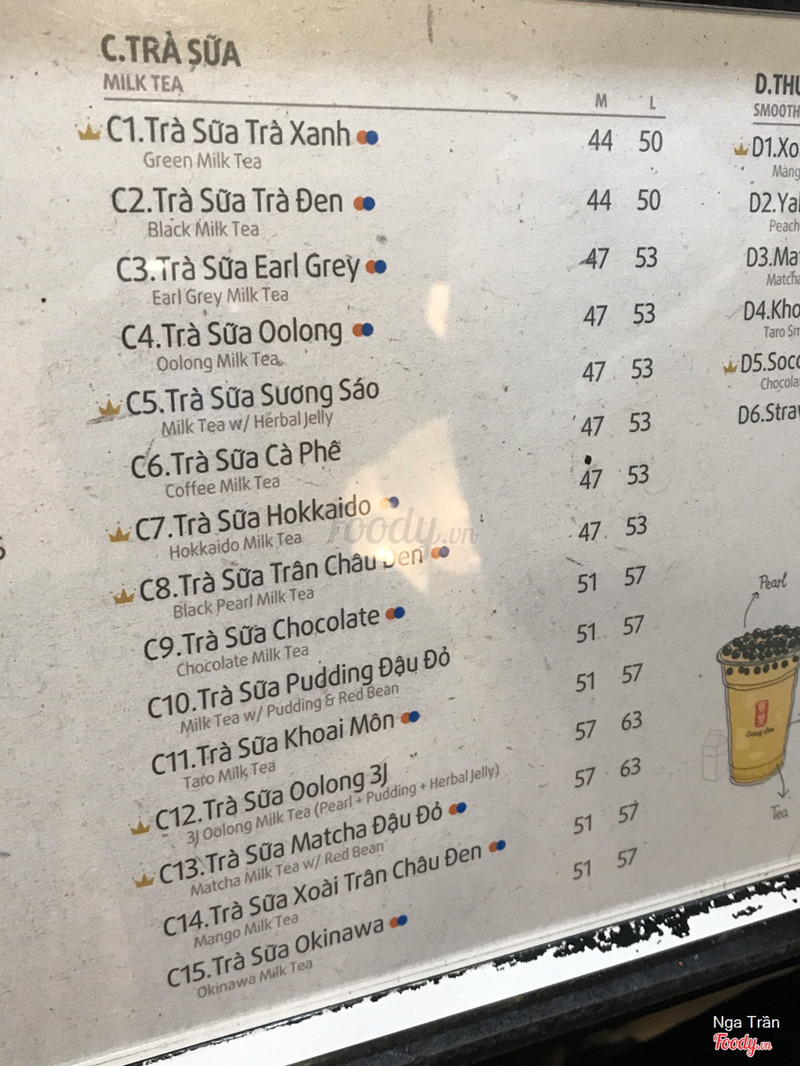 C.TRÀ SỮA
MILK TEA
M L
C1.Trà Sữa Trà Xanh 44 50
Green Milk Tea
C2.Trà Sữa Trà Đen 44 50
Black Milk Tea
C3.Trà Sữa Earl Grey 47 53
Earl Grey Milk Tea
C4.Trà Sữa Oolong 47 53
Oolong Milk Tea
C5.Trà Sữa Sương Sáo 47 53
Milk Tea w/ Herbal Jelly
C6.Trà Sữa Cà Phê 47 53
Coffee Milk Tea
C7.Trà Sữa Hokkaido 47 53
Hokkaido Milk Tea
C8.Trà Sữa Trân Châu Đen 47 53
Black Pearl Milk Tea
C9.Trà Sữa Chocolate 51 57
Chocolate Milk Tea
C10.Trà Sữa Pudding Đậu Đỏ 51 57
Milk Tea w/ Pudding & Red Bean
C11.Trà Sữa Khoai Môn 51 57
Taro Milk Tea
C12.Trà Sữa Oolong 3J 57 63
3J Oolong Milk Tea (Pearl + Pudding + Herbal Jelly)
C13.Trà Sữa Matcha Đậu Đỏ 57 63
Matcha Milk Tea w/ Red Bean
C14.Trà Sữa Xoài Trân Châu Đen 51 57
Mango Milk Tea
C15.Trà Sữa Okinawa 51 57
Okinawa Milk Tea
D.THU
SMOOTH
D1.Xo
Mang
D2.Ya
Peach
D3.Ma
Matcha
D4.Kho
Taro Sm
D5.Soc
Chocola
D6.Stra
Pearl
Gong cha
Tea
foody.vn
Nga Trần
Foody.vn